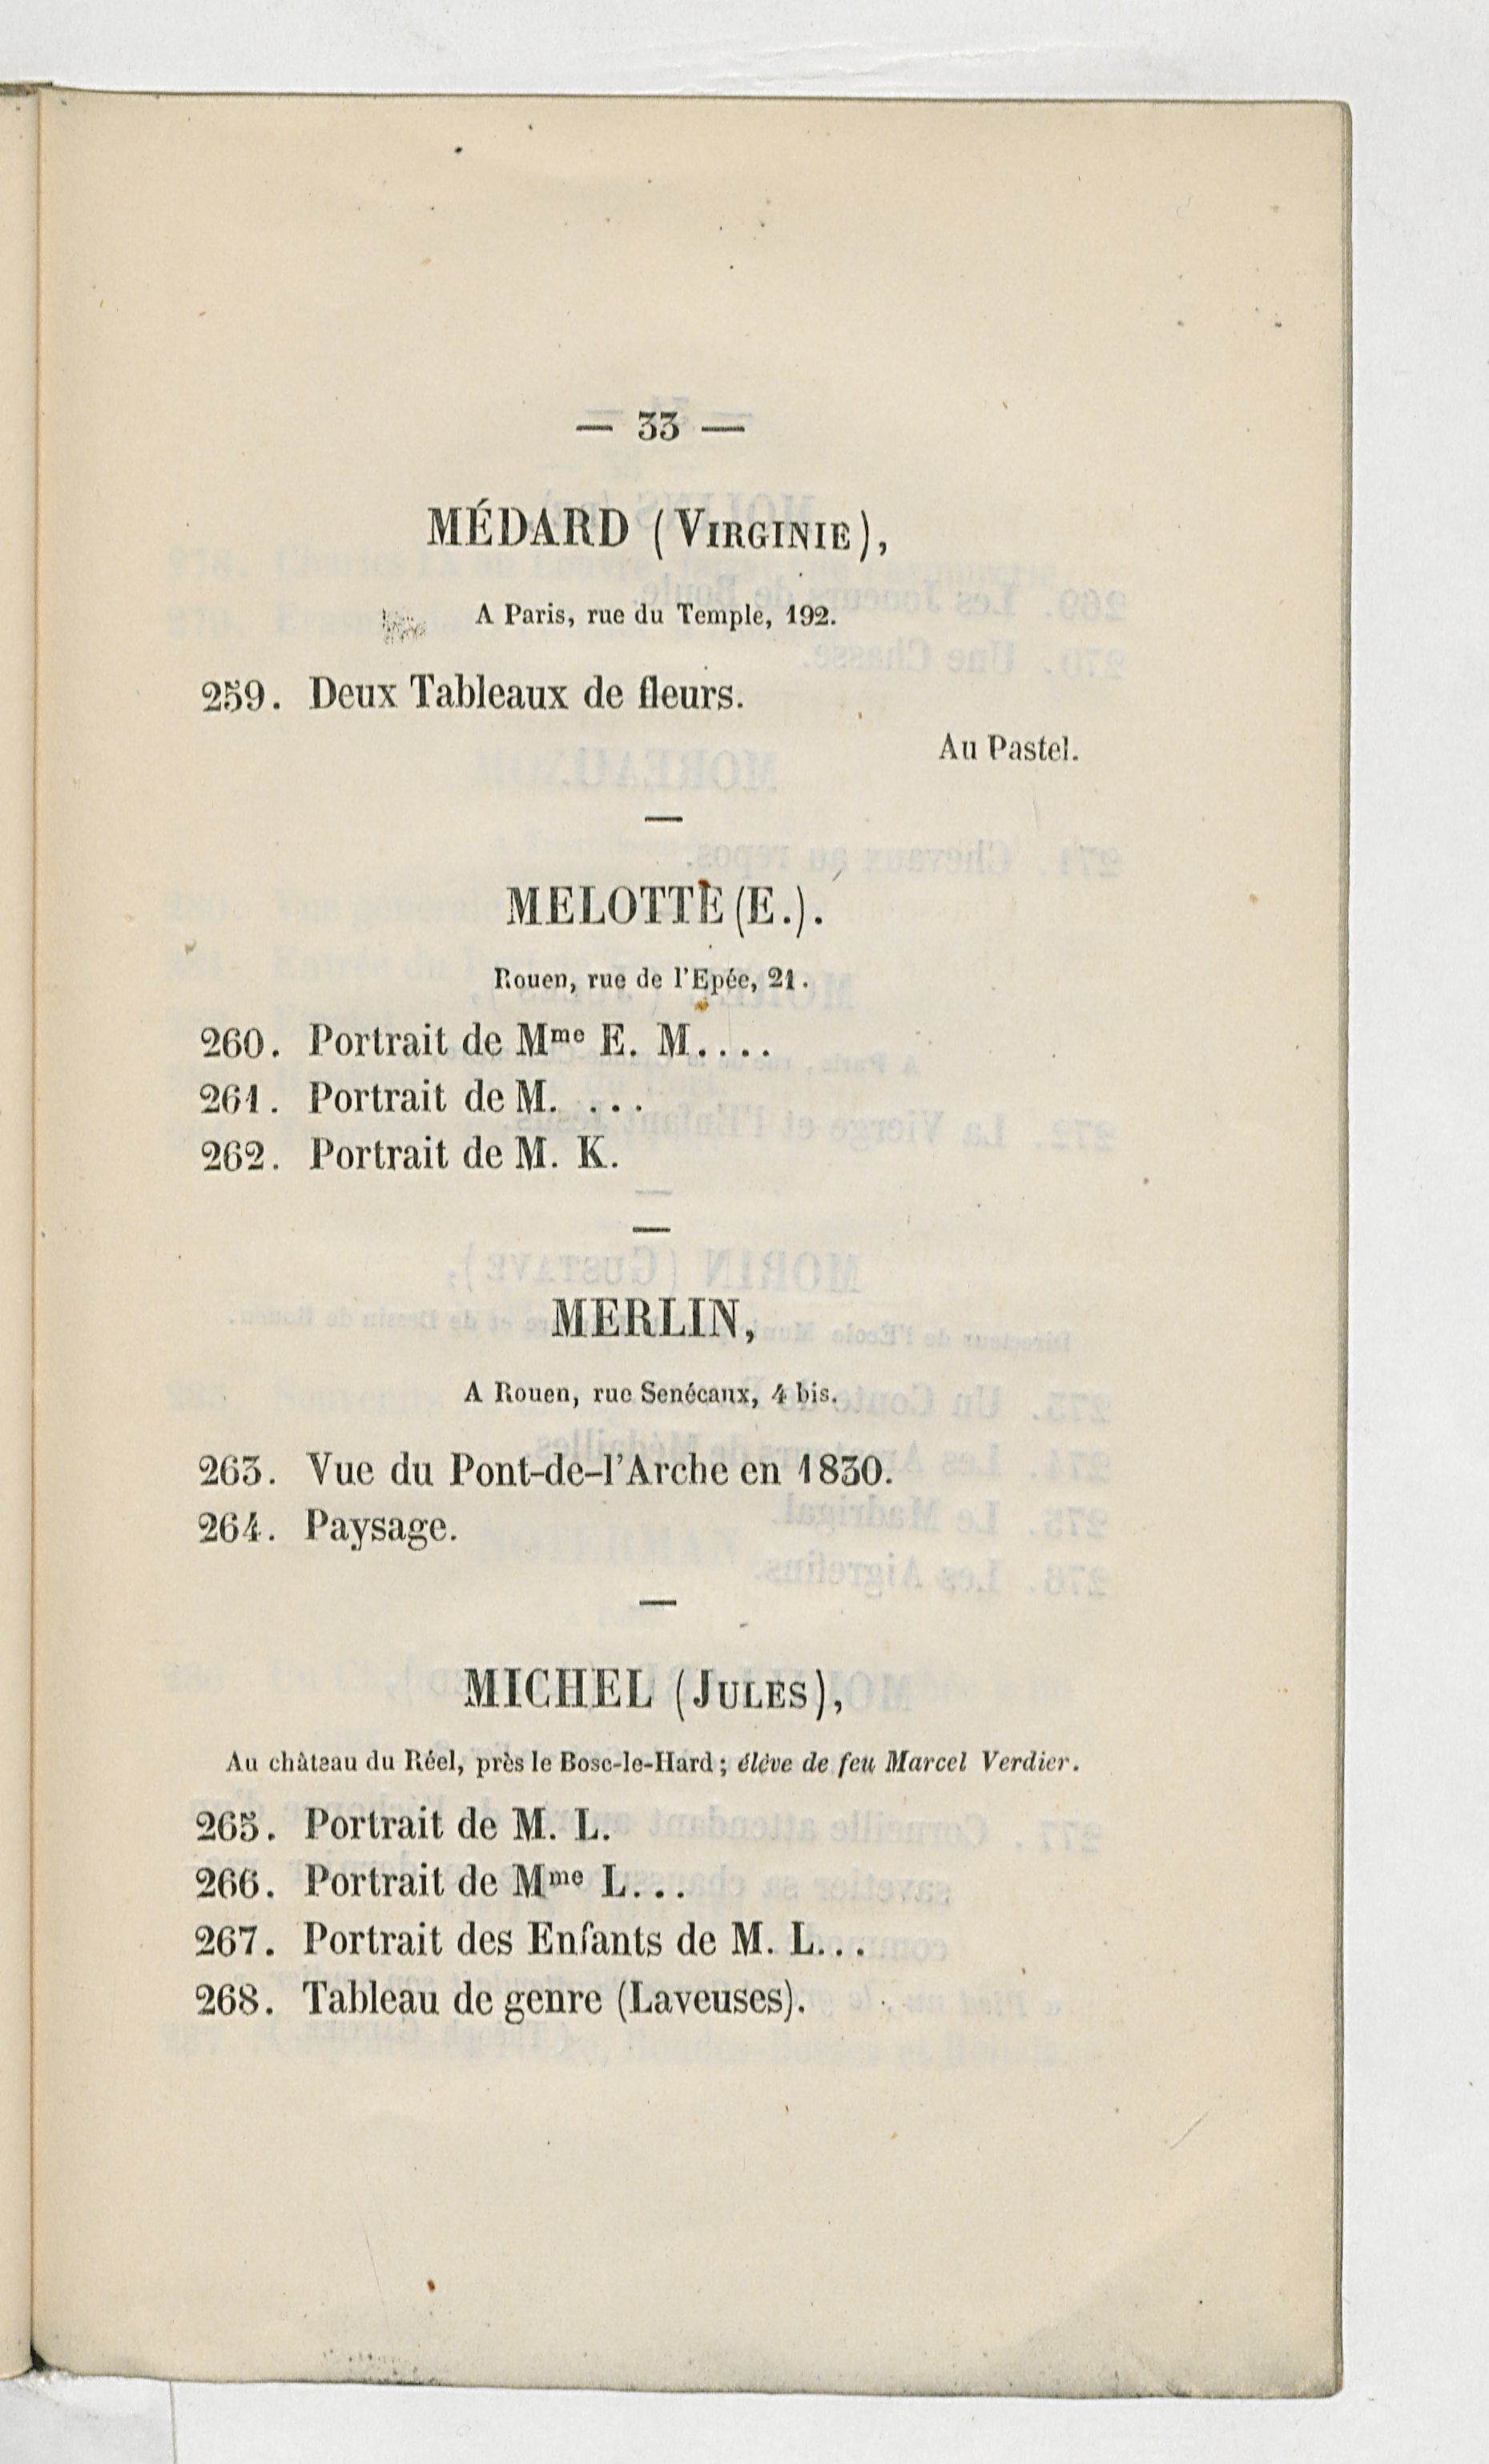 — 33 —
MÉDARD (VIRGINIE),
A Paris, rue du Temple, 192.
259. Deux Tableaux de fleurs.
Au Pastel.
MELOTTE (E.).
Rouen, rue de l'Epée, 21.
260. Portrait de Mme E. M....
261. Portrait de M. ...
262. Portrait de M. K.
MERLIN,
A Rouen, rue Senécaux, 4 bis.
263. Vue du Pont-de-l'Arche en 1830.
264. Paysage.
MICHEL (JULES),
Au château du Réel, près le Bosc-le-Hard; élève de feu Marcel Verdier.
265. Portrait de M. L.
266. Portrait de Mme L...
267. Portrait des Enfants de M. L...
268. Tableau de genre (Laveuses).